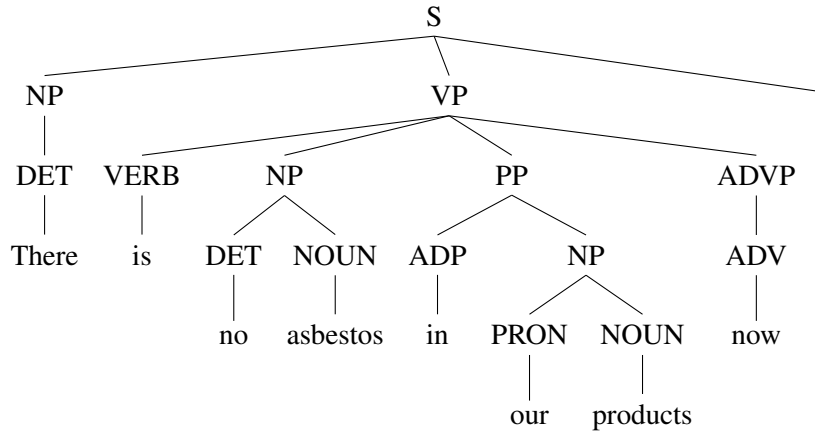 S
NP VP
DET VERB NP PP ADVP
There is DET NOUN ADP NP ADV
no asbestos in PRON NOUN now
our products